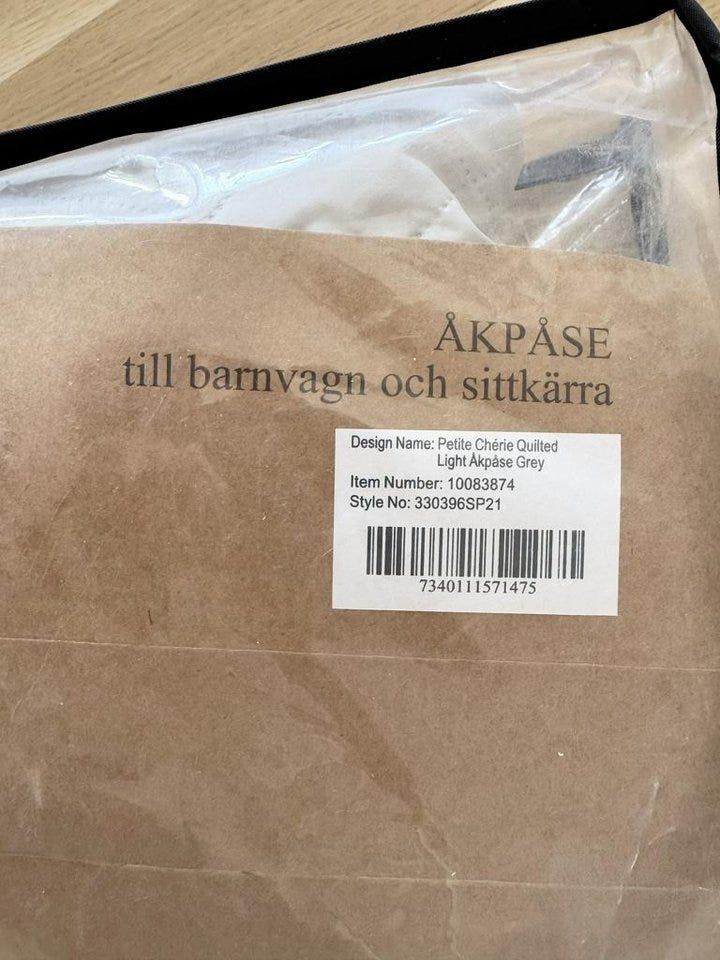 ÅKPÅSE
till barnvagn och sittkärra
Design Name: Petite Chérie Quilted
Light Åkpåse Grey
Item Number: 10083874
Style No: 330396SP21
7340111571475